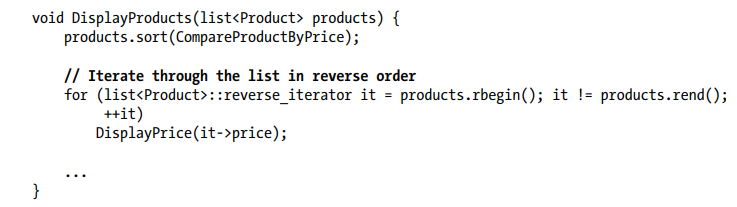 void DisplayProducts(list<Product> products) {
    products.sort(CompareProductByPrice);

    // Iterate through the list in reverse order
    for (list<Product>::reverse_iterator it = products.rbegin(); it != products.rend();
         ++it)
        DisplayPrice(it->price);

    ...
}